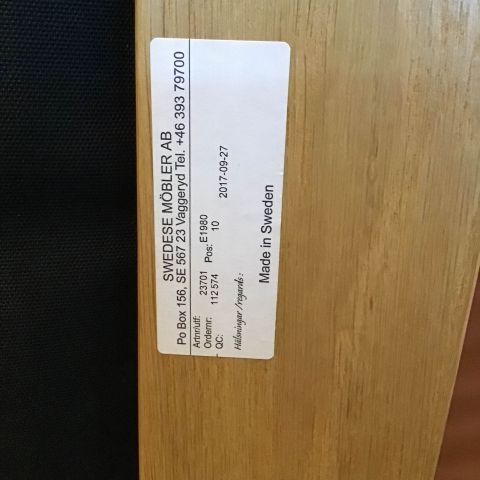 SWEDESE MÖBLER AB
Po Box 156, SE 567 23 Vaggeryd Tel. +46 393 79700
Artnr/utf: 23701 E1980
Ordernr: 112 574 Pos: 10 2017-09-27
QC:
Hälsningar /regards :
Made in Sweden